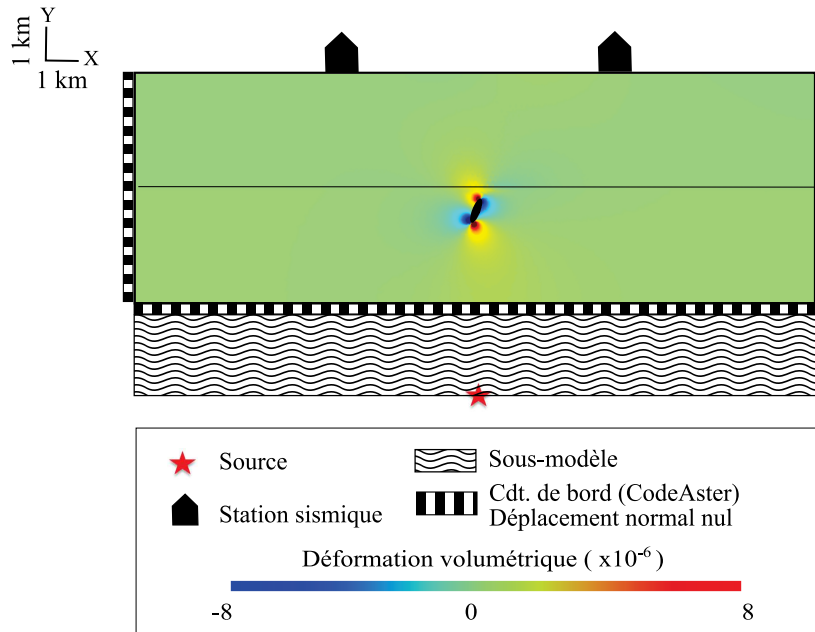 Y
1 km
X
1 km
Source
Sous-modèle
Station sismique
Cdt. de bord (CodeAster)
Déplacement normal nul
Déformation volumétrique ( x10⁻⁶)
-8 0 8